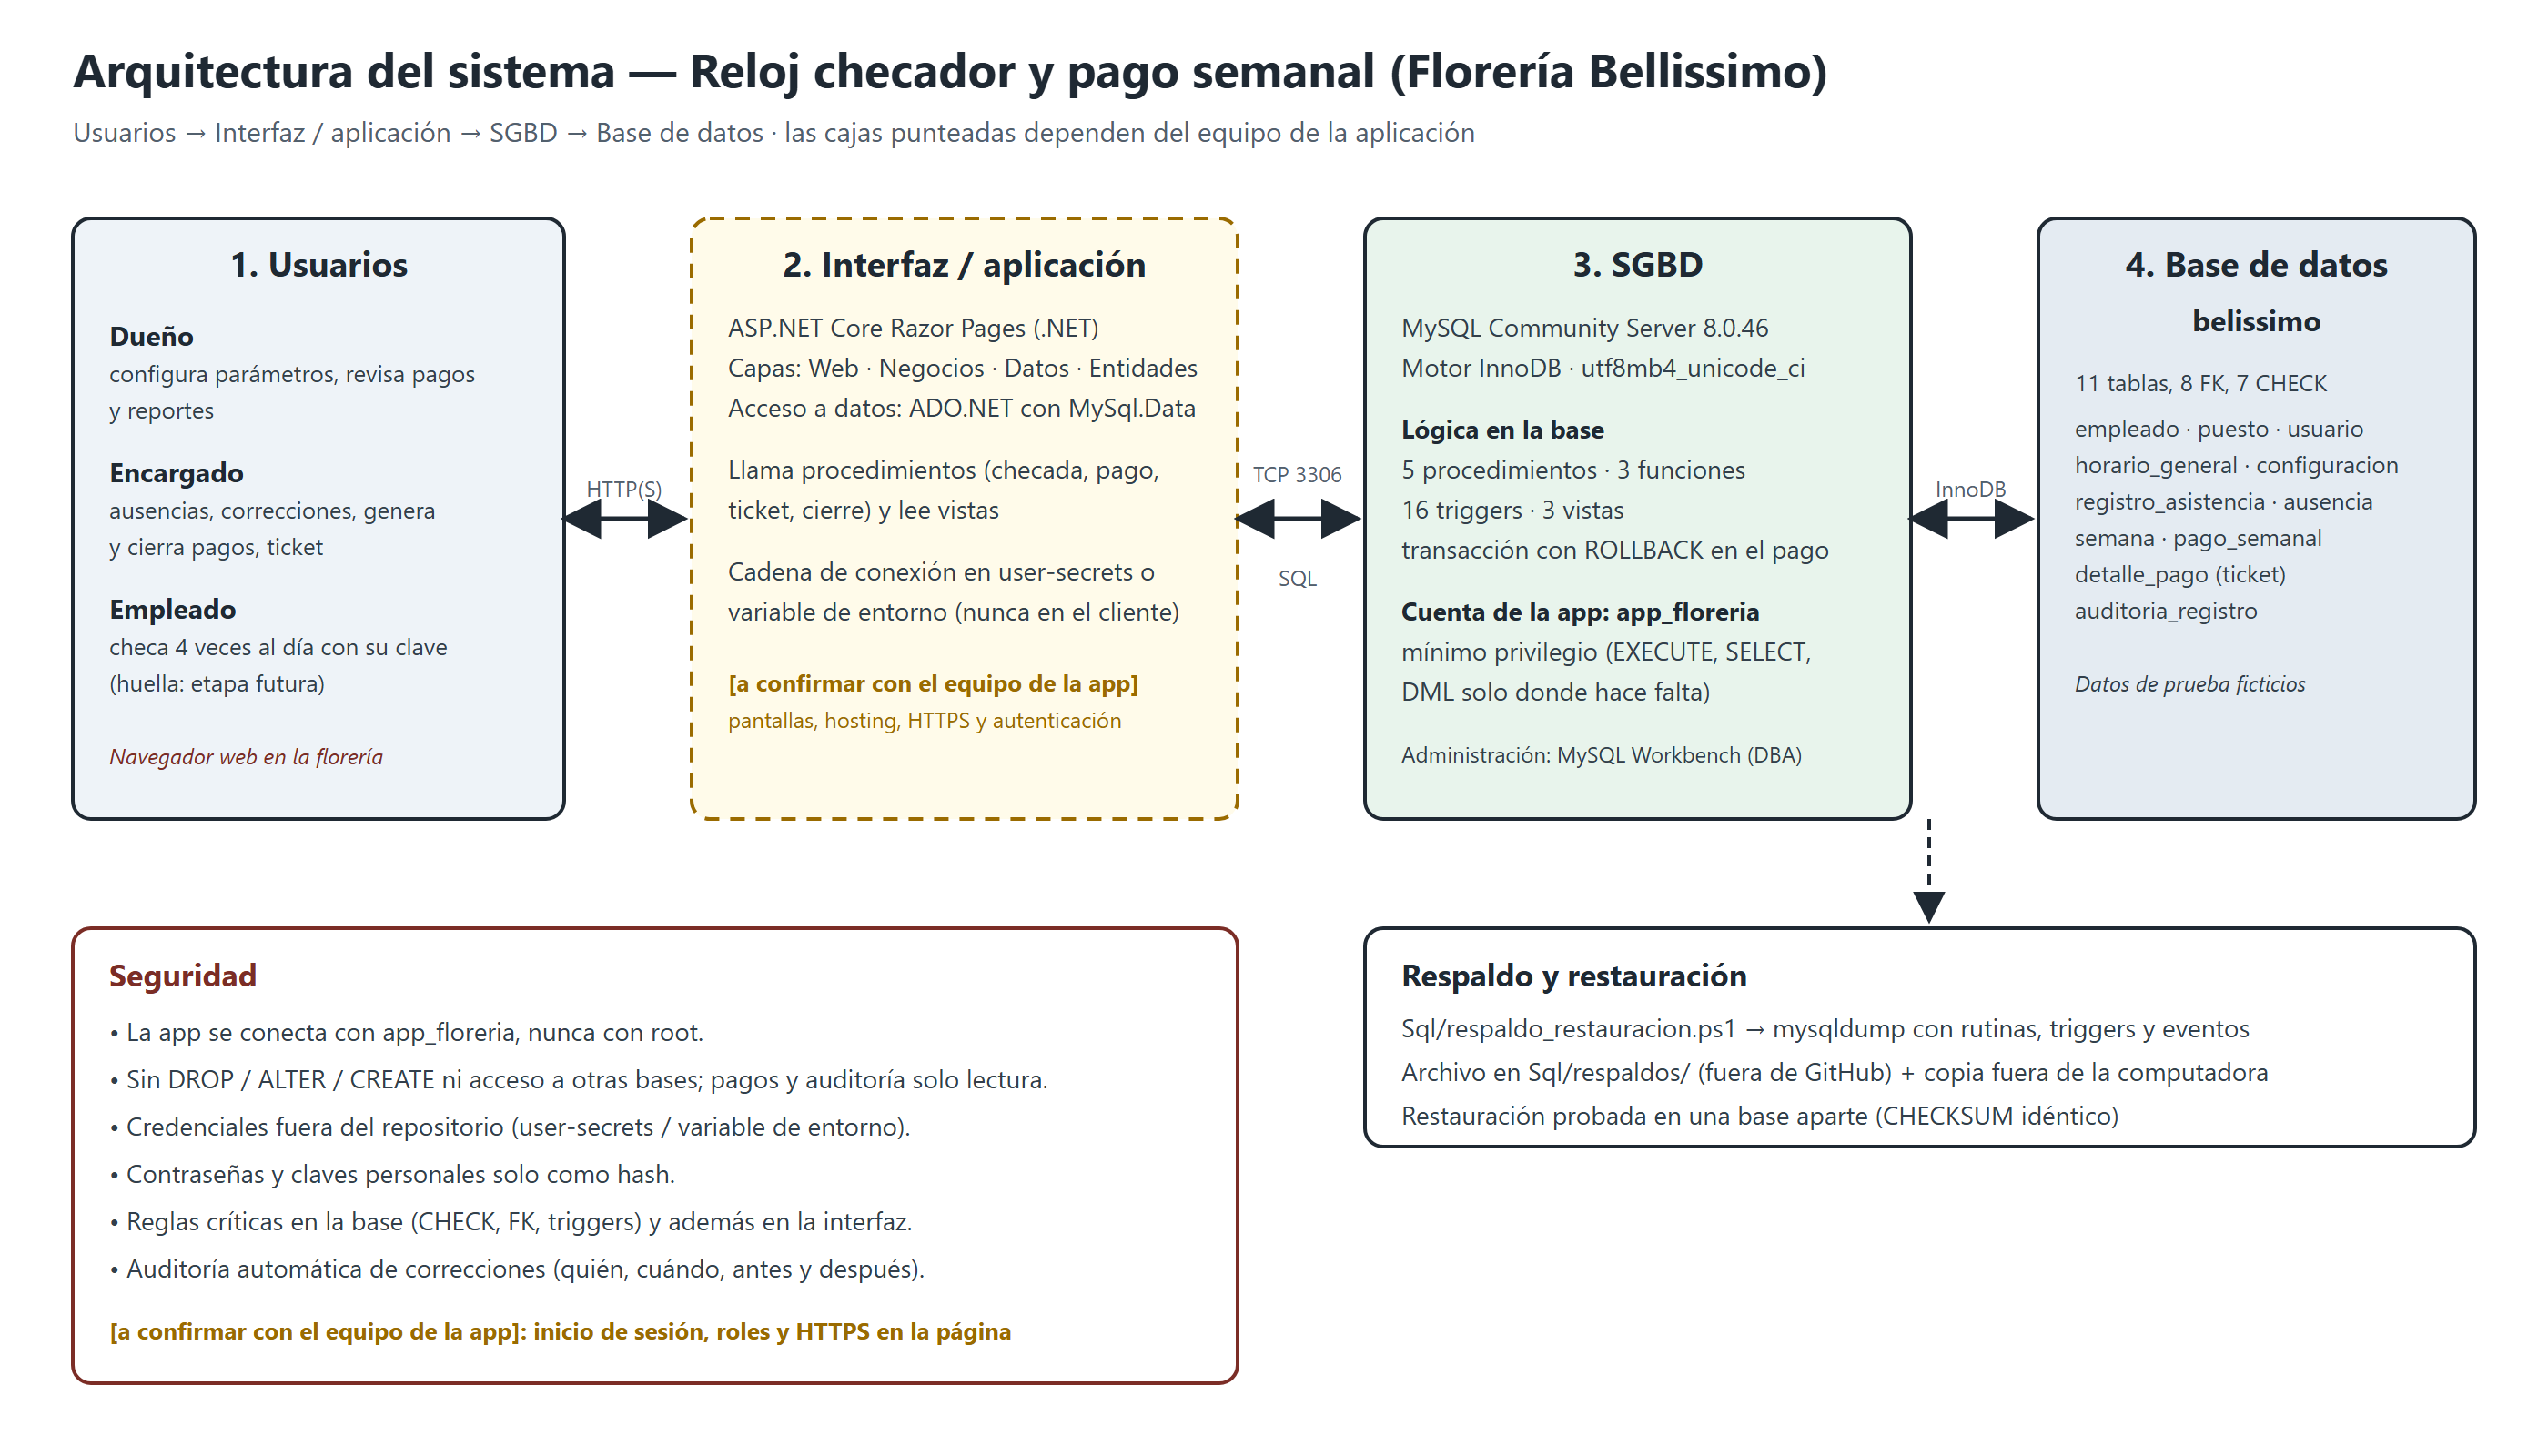 Arquitectura del sistema — Reloj checador y pago semanal (Florería Bellissimo)
Usuarios → Interfaz / aplicación → SGBD → Base de datos · las cajas punteadas dependen del equipo de la aplicación
1. Usuarios
Dueño
configura parámetros, revisa pagos
y reportes
Encargado
ausencias, correcciones, genera
y cierra pagos, ticket
Empleado
checa 4 veces al día con su clave
(huella: etapa futura)
Navegador web en la florería
HTTP(S)
2. Interfaz / aplicación
ASP.NET Core Razor Pages (.NET)
Capas: Web · Negocios · Datos · Entidades
Acceso a datos: ADO.NET con MySql.Data
Llama procedimientos (checada, pago,
ticket, cierre) y lee vistas
Cadena de conexión en user-secrets o
variable de entorno (nunca en el cliente)
[a confirmar con el equipo de la app]
pantallas, hosting, HTTPS y autenticación
TCP 3306
SQL
3. SGBD
MySQL Community Server 8.0.46
Motor InnoDB · utf8mb4_unicode_ci
Lógica en la base
5 procedimientos · 3 funciones
16 triggers · 3 vistas
transacción con ROLLBACK en el pago
Cuenta de la app: app_floreria
mínimo privilegio (EXECUTE, SELECT,
DML solo donde hace falta)
Administración: MySQL Workbench (DBA)
InnoDB
4. Base de datos
belissimo
11 tablas, 8 FK, 7 CHECK
empleado · puesto · usuario
horario_general · configuracion
registro_asistencia · ausencia
semana · pago_semanal
detalle_pago (ticket)
auditoria_registro
Datos de prueba ficticios
Seguridad
• La app se conecta con app_floreria, nunca con root.
• Sin DROP / ALTER / CREATE ni acceso a otras bases; pagos y auditoría solo lectura.
• Credenciales fuera del repositorio (user-secrets / variable de entorno).
• Contraseñas y claves personales solo como hash.
• Reglas críticas en la base (CHECK, FK, triggers) y además en la interfaz.
• Auditoría automática de correcciones (quién, cuándo, antes y después).
[a confirmar con el equipo de la app]: inicio de sesión, roles y HTTPS en la página
Respaldo y restauración
Sql/respaldo_restauracion.ps1 → mysqldump con rutinas, triggers y eventos
Archivo en Sql/respaldos/ (fuera de GitHub) + copia fuera de la computadora
Restauración probada en una base aparte (CHECKSUM idéntico)